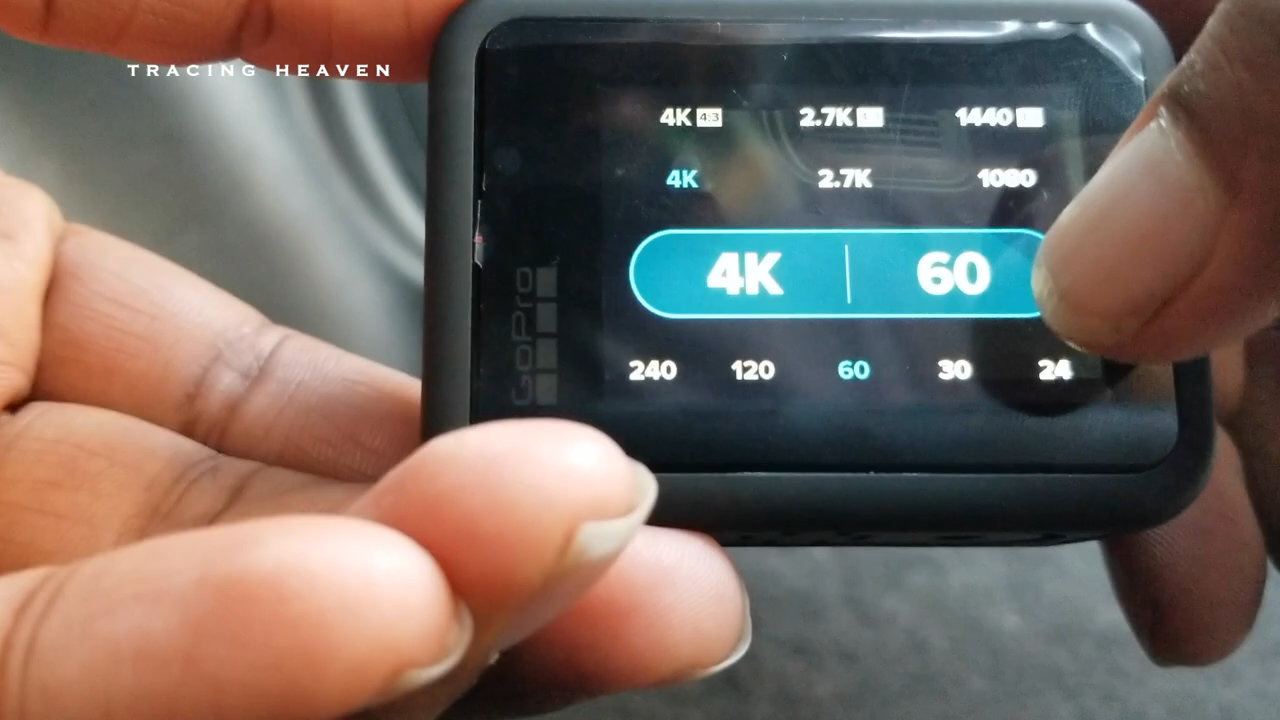 TRACING HEAVEN
4K 4:3 2.7K 1440
4K 2.7K 1080
4K 60
240 120 60 30 24
GoPro